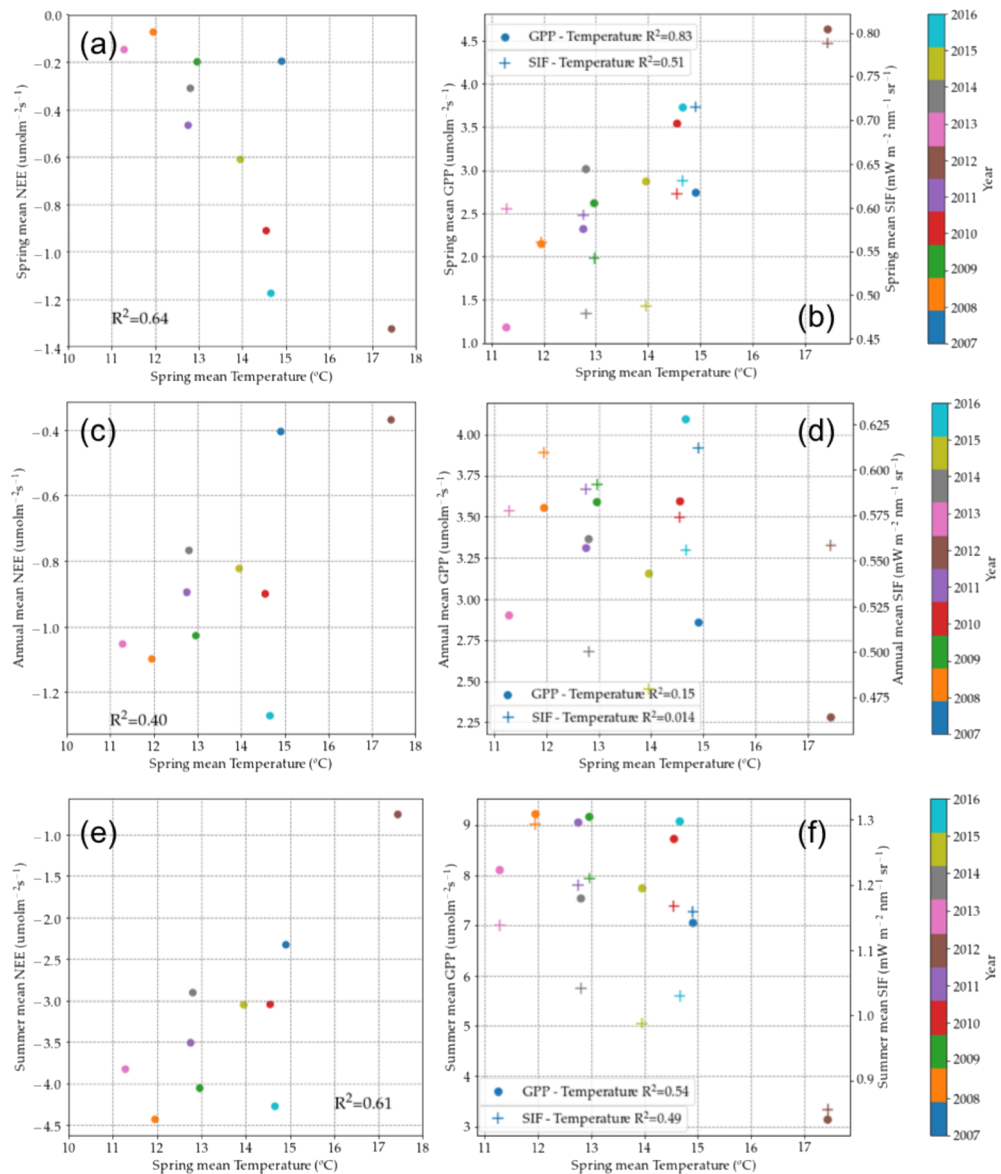 (a)
0.0
−0.2
−0.4
−0.6
−0.8
−1.0
−1.2
−1.4
Spring mean NEE (umolm⁻²s⁻¹)
R²=0.64
10 11 12 13 14 15 16 17 18
Spring mean Temperature (°C)
(b)
GPP - Temperature R²=0.83
SIF - Temperature R²=0.51
4.5
4.0
3.5
3.0
2.5
2.0
1.5
1.0
Spring mean GPP (umolm⁻²s⁻¹)
0.80
0.75
0.70
0.65
0.60
0.55
0.50
0.45
Spring mean SIF (mW m⁻² nm⁻¹ sr⁻¹)
11 12 13 14 15 16 17
Spring mean Temperature (°C)
2016
2015
2014
2013
2012
2011
2010
2009
2008
2007
Year
(c)
−0.4
−0.6
−0.8
−1.0
−1.2
Annual mean NEE (umolm⁻²s⁻¹)
R²=0.40
10 11 12 13 14 15 16 17 18
Spring mean Temperature (°C)
(d)
4.00
3.75
3.50
3.25
3.00
2.75
2.50
2.25
Annual mean GPP (umolm⁻²s⁻¹)
GPP - Temperature R²=0.15
SIF - Temperature R²=0.014
0.625
0.600
0.575
0.550
0.525
0.500
0.475
Annual mean SIF (mW m⁻² nm⁻¹ sr⁻¹)
11 12 13 14 15 16 17
Spring mean Temperature (°C)
2016
2015
2014
2013
2012
2011
2010
2009
2008
2007
Year
(e)
−1.0
−1.5
−2.0
−2.5
−3.0
−3.5
−4.0
−4.5
Summer mean NEE (umolm⁻²s⁻¹)
R²=0.61
10 11 12 13 14 15 16 17 18
Spring mean Temperature (°C)
(f)
9
8
7
6
5
4
3
Summer mean GPP (umolm⁻²s⁻¹)
GPP - Temperature R²=0.54
SIF - Temperature R²=0.49
1.3
1.2
1.1
1.0
0.9
Summer mean SIF (mW m⁻² nm⁻¹ sr⁻¹)
11 12 13 14 15 16 17
Spring mean Temperature (°C)
2016
2015
2014
2013
2012
2011
2010
2009
2008
2007
Year